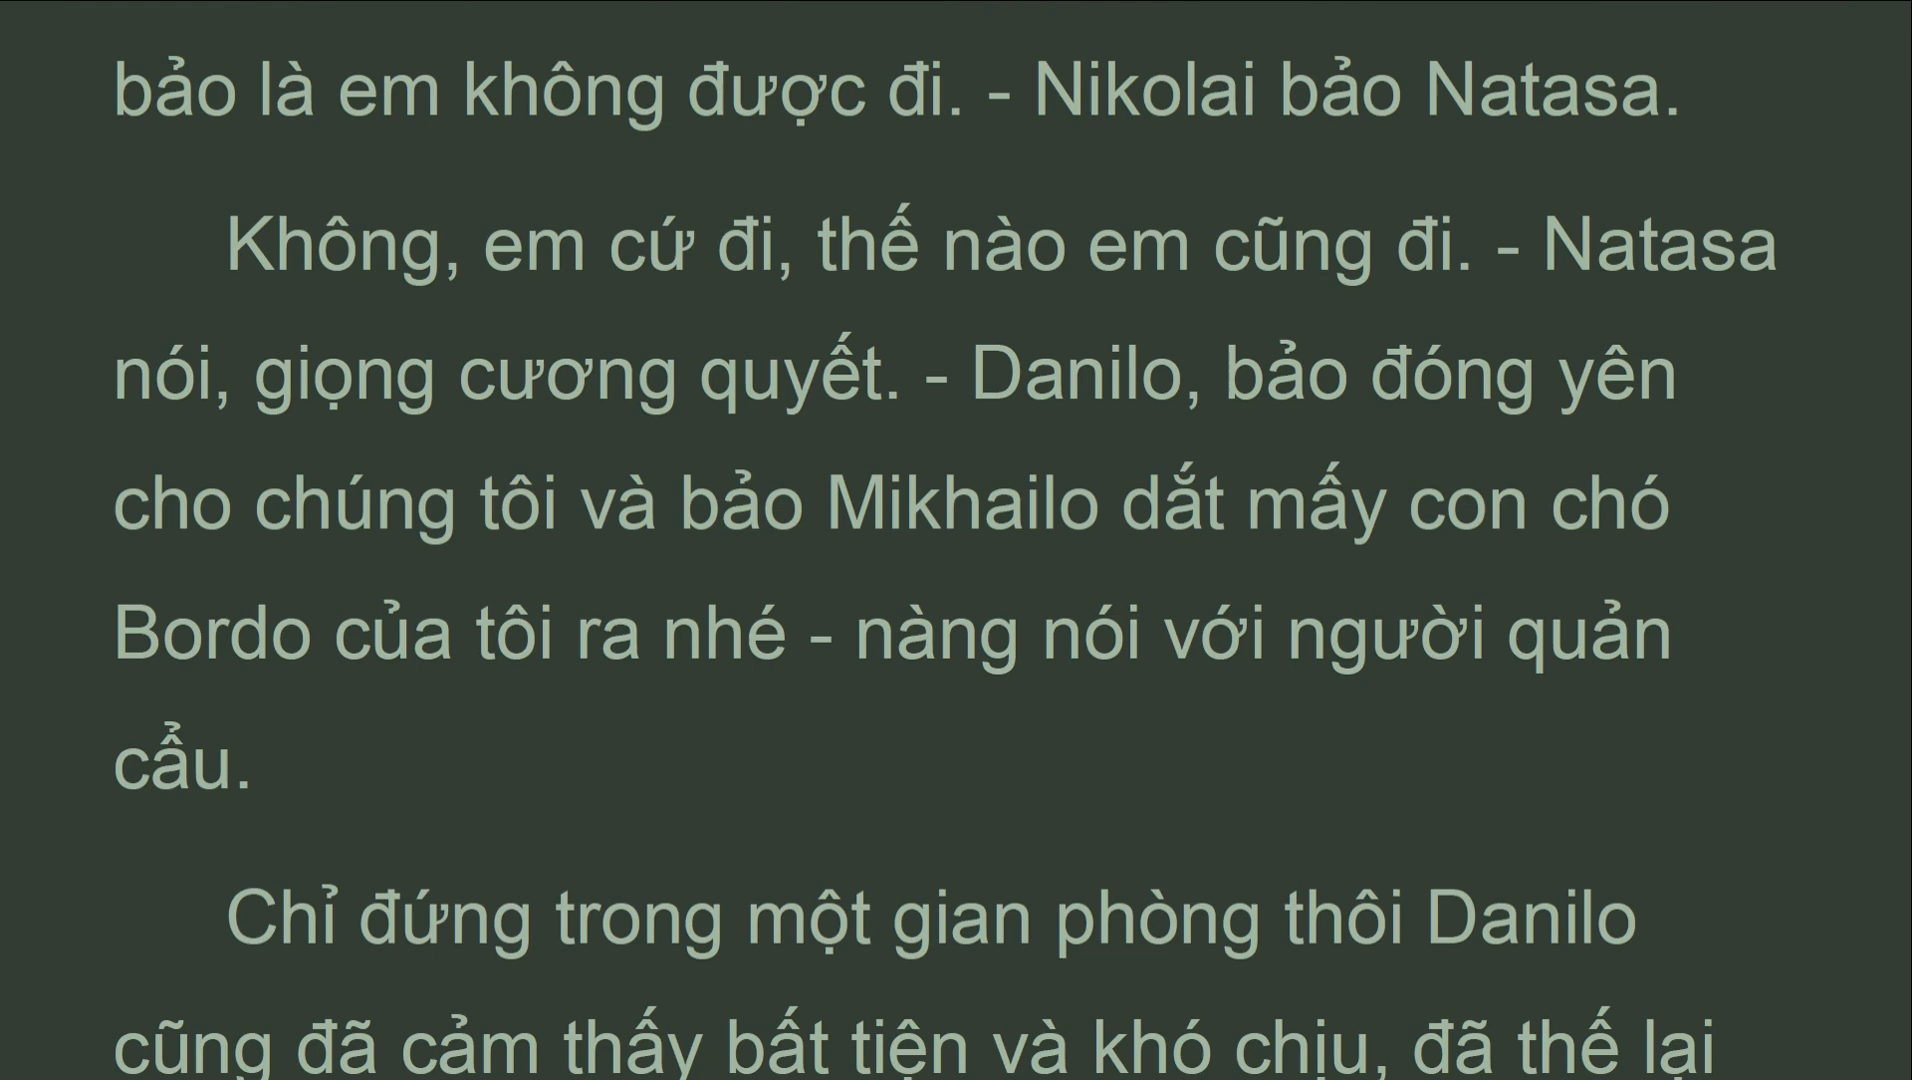 bảo là em không được đi. - Nikolai bảo Natasa.
Không, em cứ đi, thế nào em cũng đi. - Natasa
nói, giọng cương quyết. - Danilo, bảo đóng yên
cho chúng tôi và bảo Mikhailo dắt mấy con chó
Bordo của tôi ra nhé - nàng nói với người quản
cẩu.
Chỉ đứng trong một gian phòng thôi Danilo
cũng đã cảm thấy bất tiện và khó chịu, đã thế lại